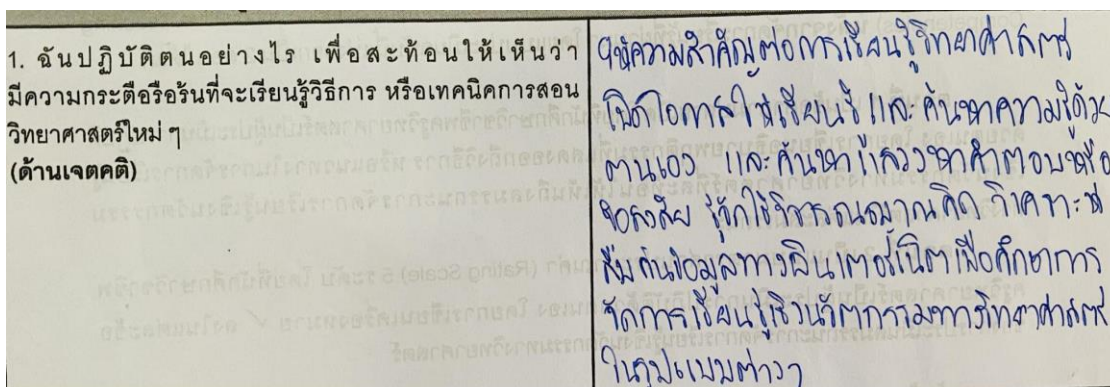 1. ฉันปฏิบัติตนอย่างไร เพื่อสะท้อนให้เห็นว่า
มีความกระตือรือร้นที่จะเรียนรู้วิธีการ หรือเทคนิคการสอน
วิทยาศาสตร์ใหม่ ๆ
(ด้านเจตคติ)
ให้ความสำคัญต่อการเรียนรู้วิทยาศาสตร์
เปิดโอกาสให้เรียนรู้และค้นหาความรู้ด้วย
ตนเอง และค้นหา แสวงหาคำตอบหรือ
ข้อสงสัย รู้จักใช้วิจารณญาณคิด วิเคราะห์
สืบค้นข้อมูลทางอินเตอร์เน็ตเพื่อศึกษาการ
จัดการเรียนรู้เชิงนวัตกรรมทางวิทยาศาสตร์
ในรูปแบบต่างๆ